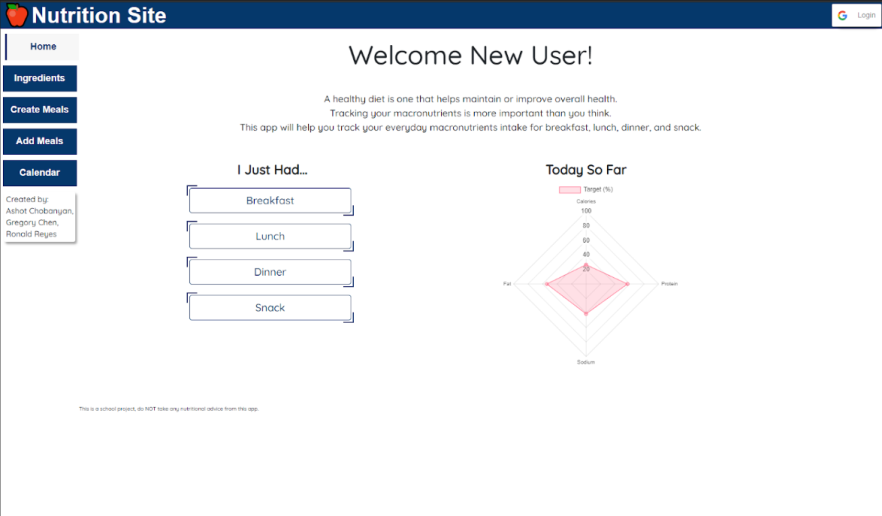 Nutrition Site
Login
Home
Ingredients
Create Meals
Add Meals
Calendar
Created by:
Ashot Chobanyan,
Gregory Chen,
Ronald Reyes
Welcome New User!
A healthy diet is one that helps maintain or improve overall health.
Tracking your macronutrients is more important than you think.
This app will help you track your everyday macronutrients intake for breakfast, lunch, dinner, and snack.
I Just Had...
Breakfast
Lunch
Dinner
Snack
Today So Far
Target (%)
Calories
100
80
60
40
20
Fat
Protein
Sodium
This is a school project, do NOT take any nutritional advice from this app.